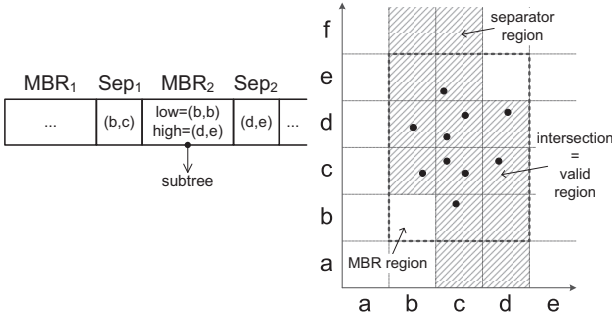 MBR1 Sep1 MBR2 Sep2
... (b,c) low=(b,b) (d,e) ...
high=(d,e)
subtree
separator
region
intersection
=
valid
region
MBR region
f
e
d
c
b
a
a b c d e